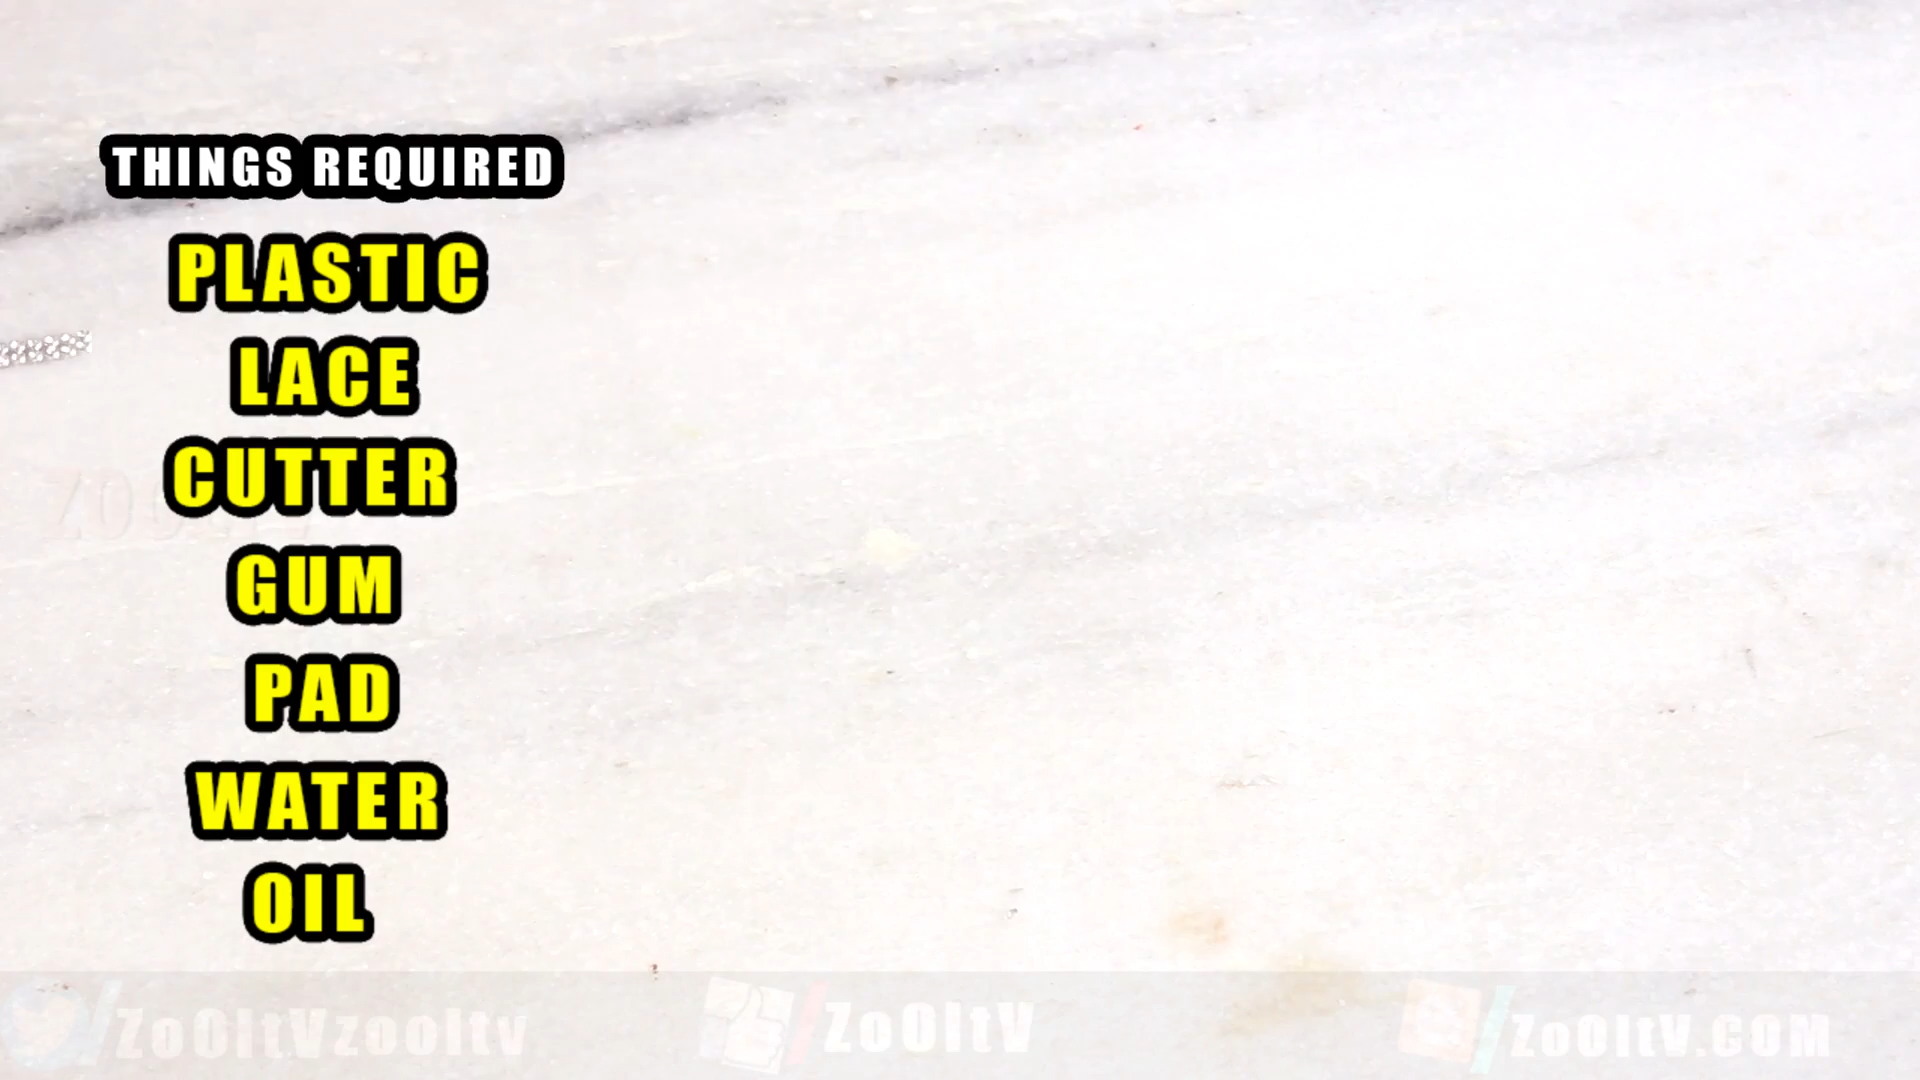 THINGS REQUIRED
PLASTIC
LACE
CUTTER
GUM
PAD
WATER
OIL
/ZoOltVzooltv
/ZoOltV
/ZoOltV.COM